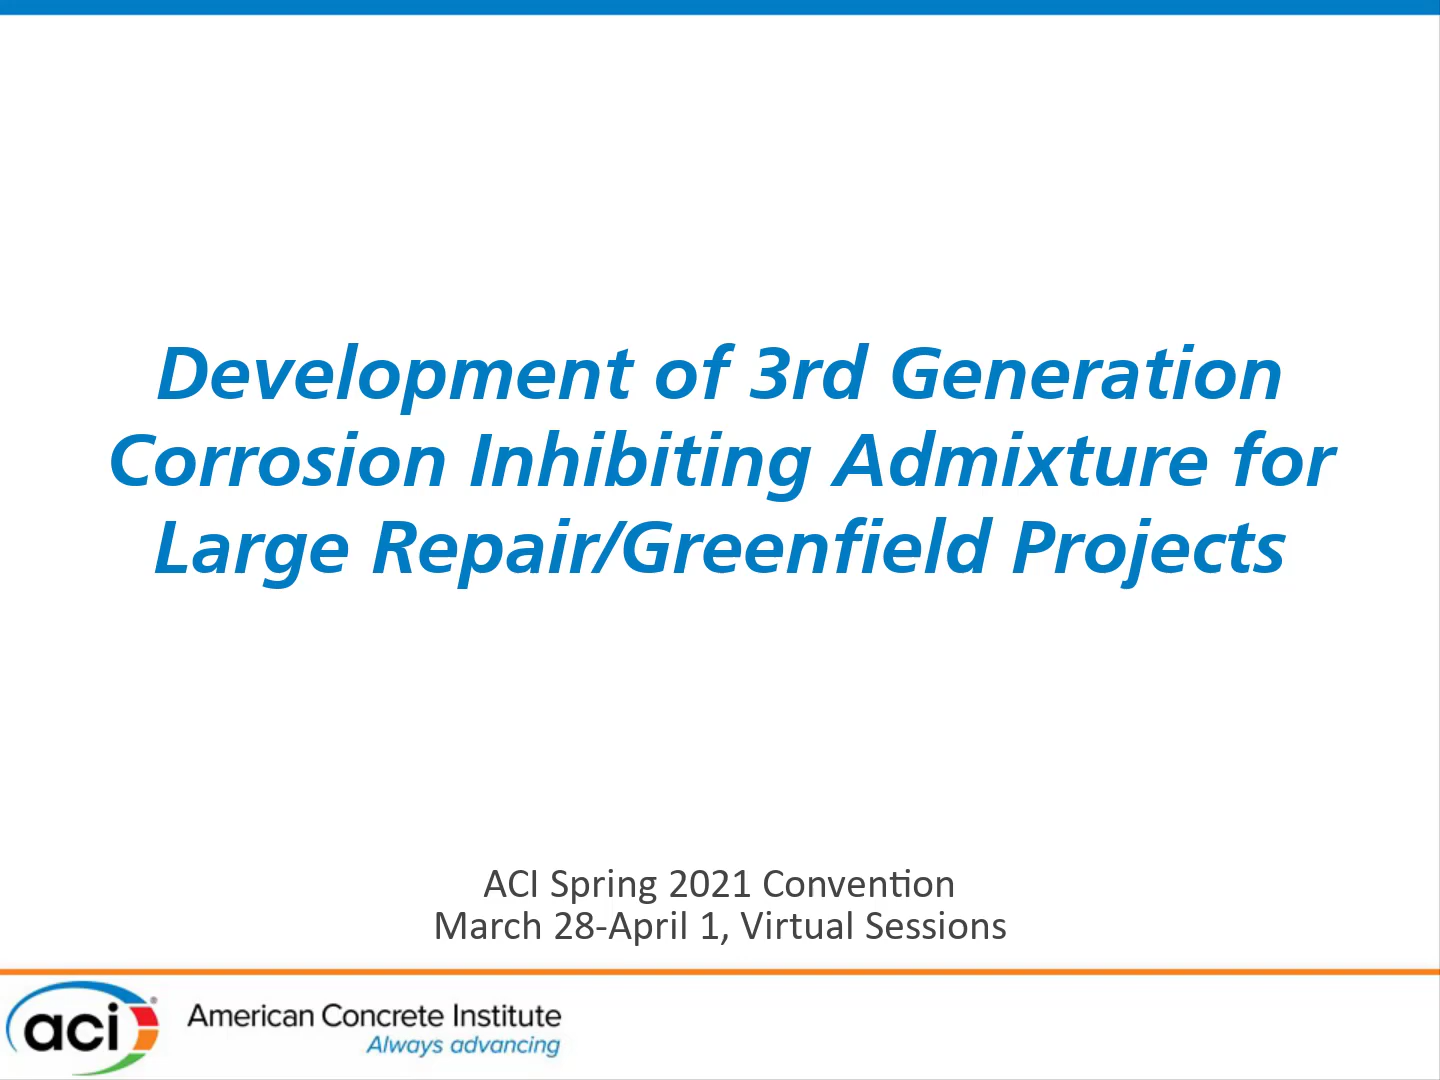 Development of 3rd Generation
Corrosion Inhibiting Admixture for
Large Repair/Greenfield Projects
ACI Spring 2021 Convention
March 28-April 1, Virtual Sessions
aci®
American Concrete Institute
Always advancing